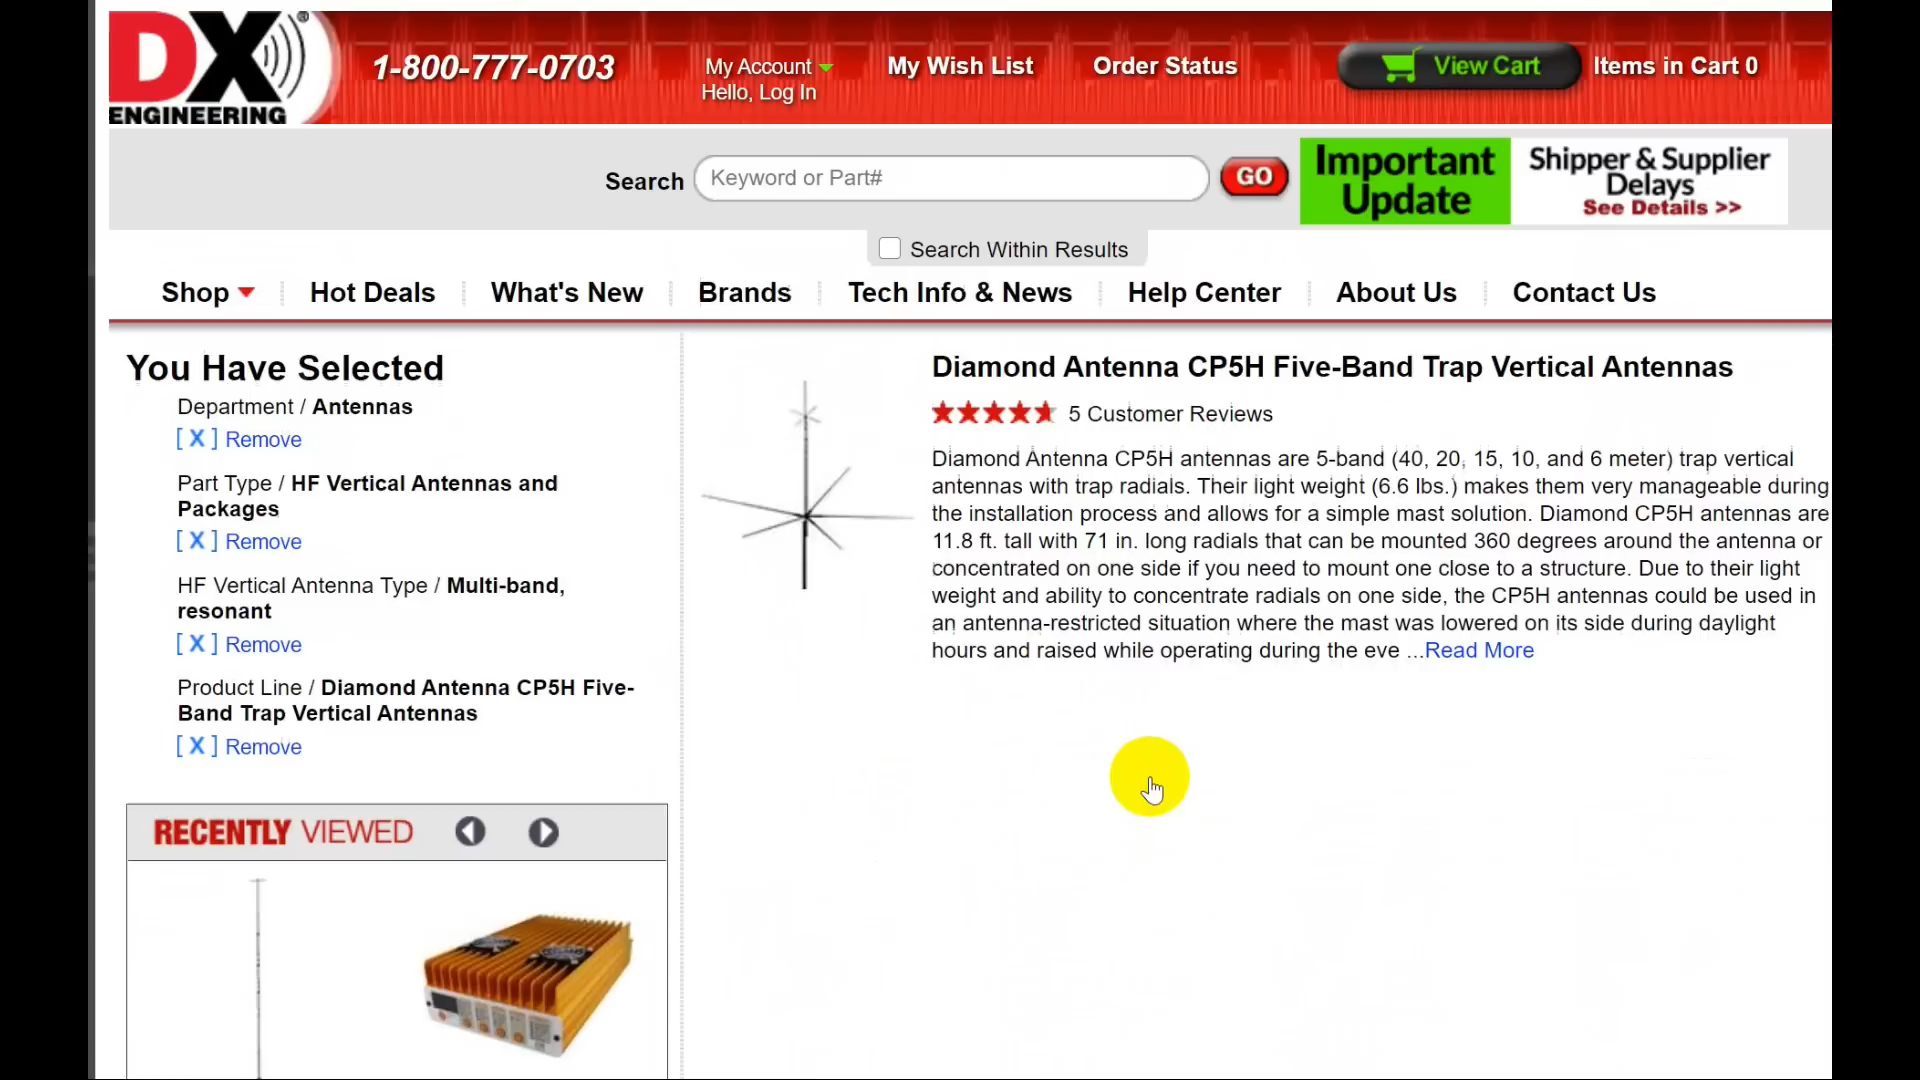 DX
ENGINEERING
®
1-800-777-0703
My Account
Hello, Log In
My Wish List
Order Status
View Cart
Items in Cart 0
Search
Keyword or Part#
GO
Important
Update
Shipper & Supplier
Delays
See Details >>
Search Within Results
Shop
Hot Deals
What's New
Brands
Tech Info & News
Help Center
About Us
Contact Us
You Have Selected
Department / Antennas
[ X ] Remove
Part Type / HF Vertical Antennas and
Packages
[ X ] Remove
HF Vertical Antenna Type / Multi-band,
resonant
[ X ] Remove
Product Line / Diamond Antenna CP5H Five-
Band Trap Vertical Antennas
[ X ] Remove
RECENTLY VIEWED
Diamond Antenna CP5H Five-Band Trap Vertical Antennas
5 Customer Reviews
Diamond Antenna CP5H antennas are 5-band (40, 20, 15, 10, and 6 meter) trap vertical
antennas with trap radials. Their light weight (6.6 lbs.) makes them very manageable during
the installation process and allows for a simple mast solution. Diamond CP5H antennas are
11.8 ft. tall with 71 in. long radials that can be mounted 360 degrees around the antenna or
concentrated on one side if you need to mount one close to a structure. Due to their light
weight and ability to concentrate radials on one side, the CP5H antennas could be used in
an antenna-restricted situation where the mast was lowered on its side during daylight
hours and raised while operating during the eve ...Read More